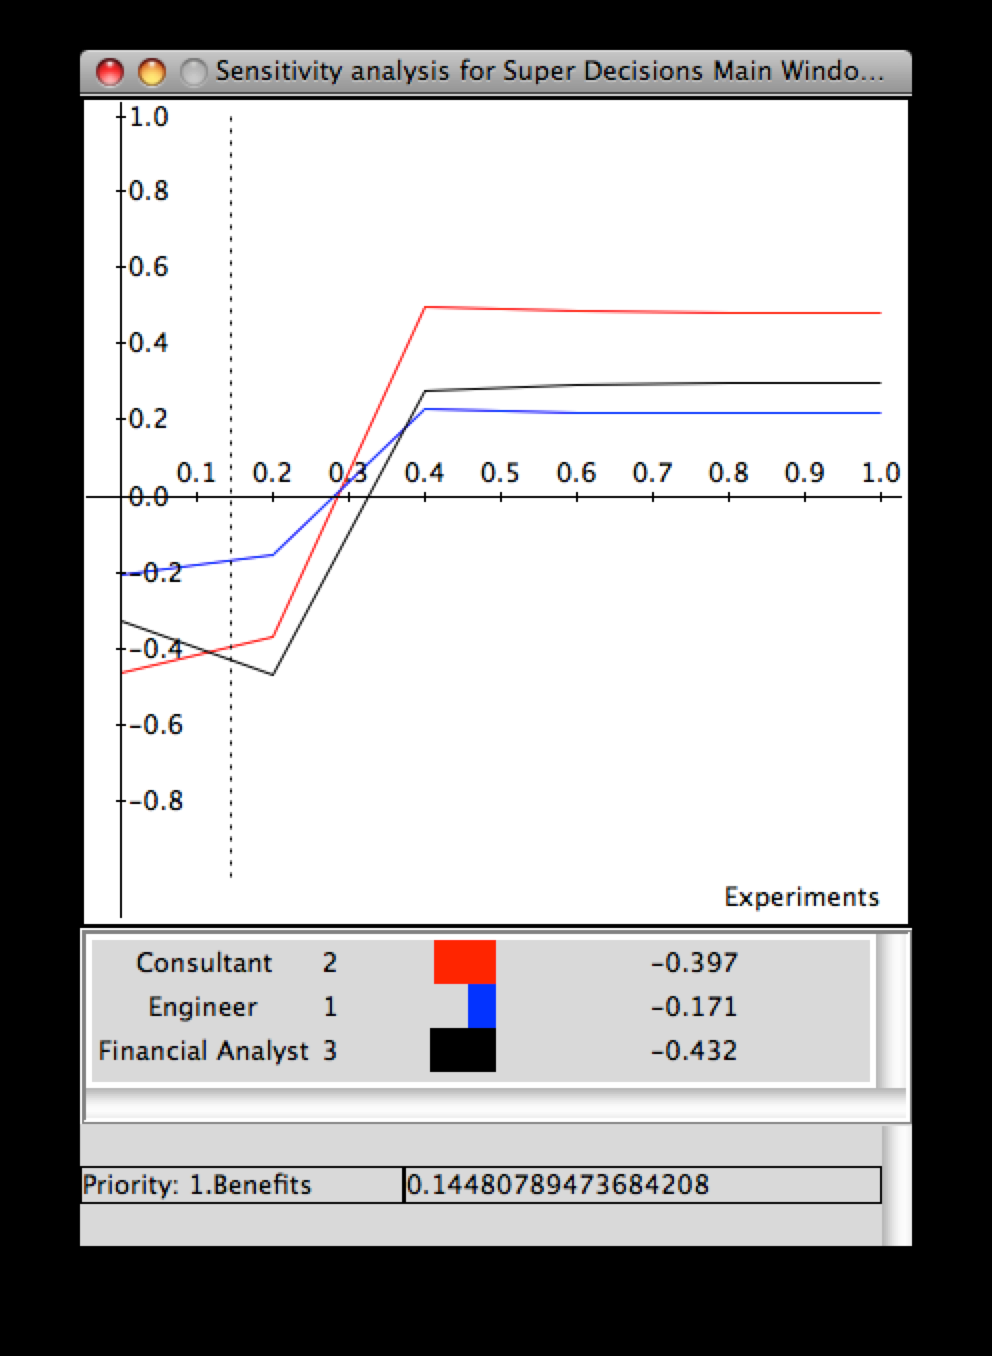 Sensitivity analysis for Super Decisions Main Windo...
1.0
0.8
0.6
0.4
0.2
0.1 0.2 0.3 0.4 0.5 0.6 0.7 0.8 0.9 1.0
0.0
-0.2
-0.4
-0.6
-0.8
Experiments
Consultant 2 -0.397
Engineer 1 -0.171
Financial Analyst 3 -0.432
Priority: 1.Benefits 0.14480789473684208